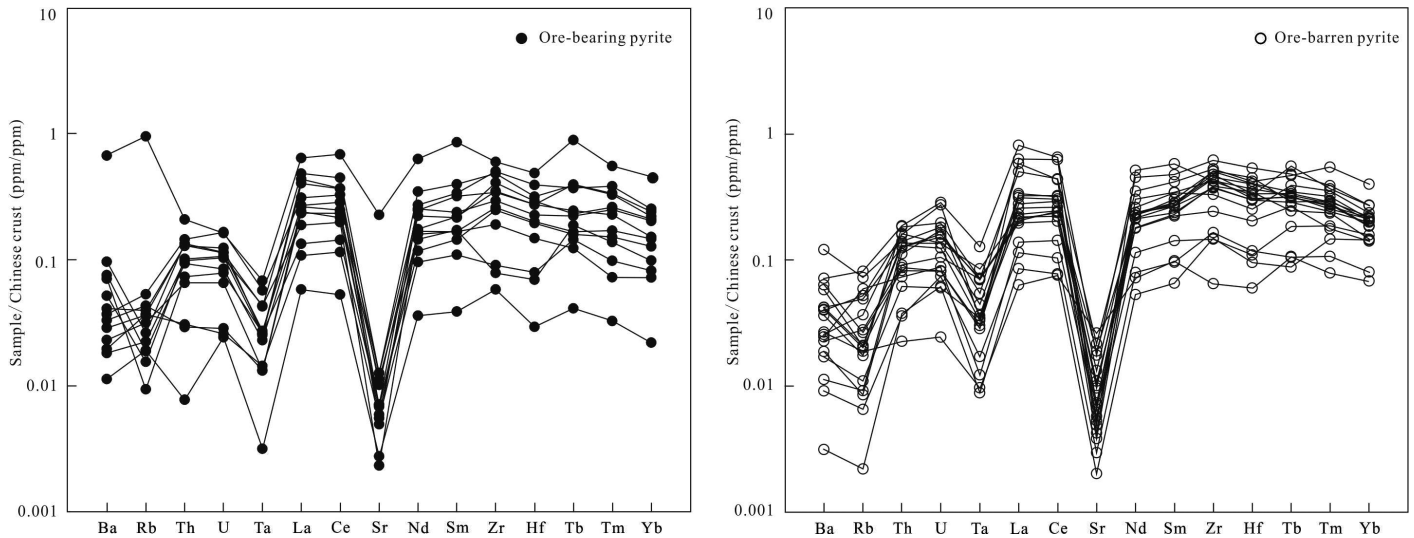 10
1
0.1
0.01
0.001
Sample/ Chinese crust (ppm/ppm)
Ore-bearing pyrite
Ba Rb Th U Ta La Ce Sr Nd Sm Zr Hf Tb Tm Yb
10
1
0.1
0.01
0.001
Sample/ Chinese crust (ppm/ppm)
Ore-barren pyrite
Ba Rb Th U Ta La Ce Sr Nd Sm Zr Hf Tb Tm Yb